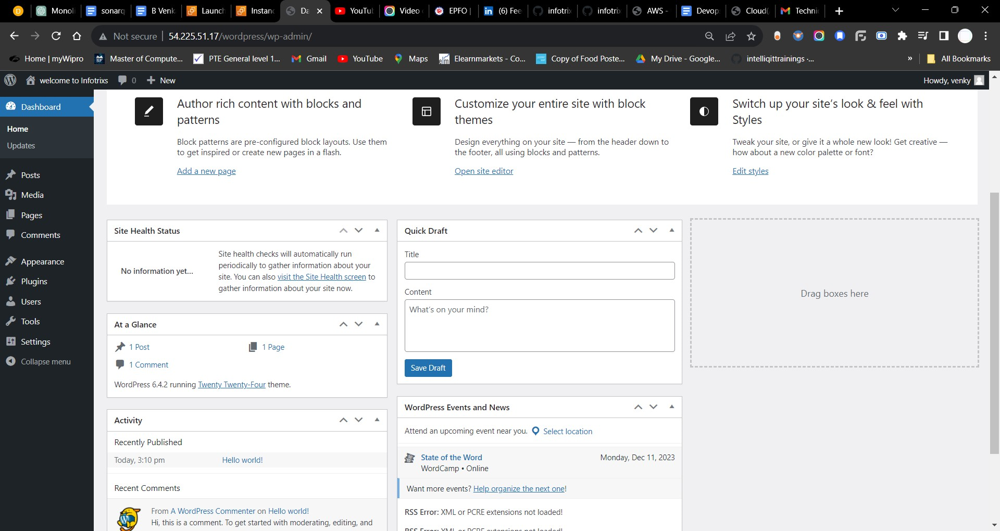 Monoli
sonarq
B Venk
Launch
Instanc
Da
YouTu
Video
EPFO |
(6) Fee
infotrix
infotrix
AWS -
Devop
Cloud(
Techni
Not secure
54.225.51.17/wordpress/wp-admin/
Home | myWipro
Master of Compute...
PTE General level 1...
Gmail
YouTube
Maps
Elearnmarkets - Co...
Copy of Food Poste...
My Drive - Google...
intelliqittrainings -...
»
All Bookmarks
welcome to Infotrixs
0
New
Howdy, venky
Dashboard
Home
Updates
Posts
Media
Pages
Comments
Appearance
Plugins
Users
Tools
Settings
Collapse menu
Author rich content with blocks and
patterns
Block patterns are pre-configured block layouts. Use them
to get inspired or create new pages in a flash.
Add a new page
Customize your entire site with block
themes
Design everything on your site — from the header down to
the footer, all using blocks and patterns.
Open site editor
Switch up your site's look & feel with
Styles
Tweak your site, or give it a whole new look! Get creative —
how about a new color palette or font?
Edit styles
Site Health Status
No information yet...
Site health checks will automatically run
periodically to gather information about your
site. You can also visit the Site Health screen to
gather information about your site now.
At a Glance
1 Post
1 Page
1 Comment
WordPress 6.4.2 running Twenty Twenty-Four theme.
Activity
Recently Published
Today, 3:10 pm
Hello world!
Recent Comments
From A WordPress Commenter on Hello world!
Hi, this is a comment. To get started with moderating, editing, and
Quick Draft
Title
Content
What's on your mind?
Save Draft
WordPress Events and News
Attend an upcoming event near you.
Select location
State of the Word
Monday, Dec 11, 2023
WordCamp • Online
Want more events? Help organize the next one!
RSS Error: XML or PCRE extensions not loaded!
RSS Error: XML or PCRE extensions not loaded!
Drag boxes here